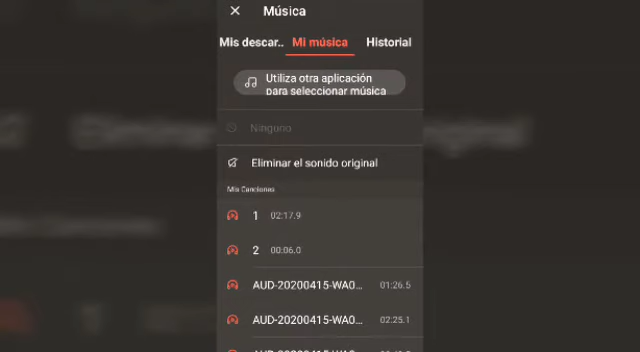 Música
Mis descar.. Mi música Historial
Utiliza otra aplicación
para seleccionar música
Ninguno
Eliminar el sonido original
Mis Canciones
1 02:17.9
2 00:06.0
AUD-20200415-WA0... 01:26.5
AUD-20200415-WA0... 02:25.1